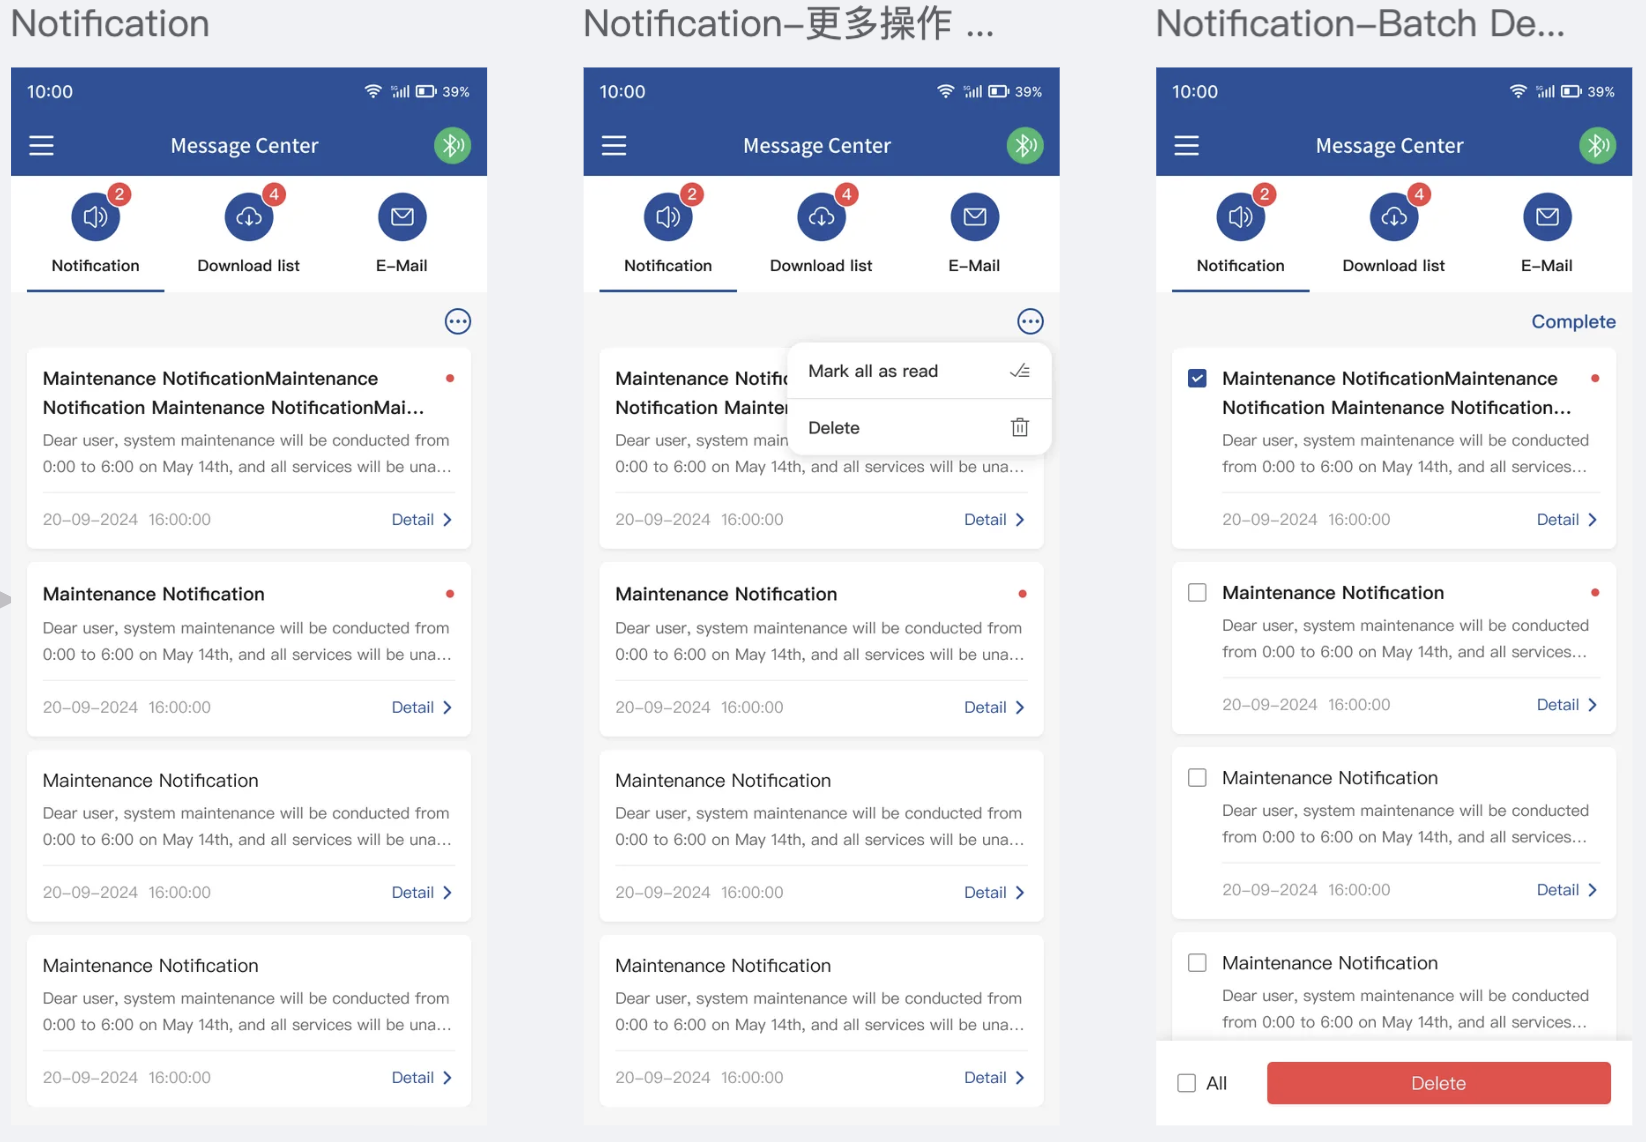 Notification
10:00
5G
39%
Message Center
2
4
Notification
Download list
E-Mail
Maintenance NotificationMaintenance
Notification Maintenance NotificationMai...
Dear user, system maintenance will be conducted from
0:00 to 6:00 on May 14th, and all services will be una...
20-09-2024 16:00:00
Detail
Maintenance Notification
Dear user, system maintenance will be conducted from
0:00 to 6:00 on May 14th, and all services will be una...
20-09-2024 16:00:00
Detail
Maintenance Notification
Dear user, system maintenance will be conducted from
0:00 to 6:00 on May 14th, and all services will be una...
20-09-2024 16:00:00
Detail
Maintenance Notification
Dear user, system maintenance will be conducted from
0:00 to 6:00 on May 14th, and all services will be una...
20-09-2024 16:00:00
Detail
Notification-更多操作 ...
10:00
5G
39%
Message Center
2
4
Notification
Download list
E-Mail
Mark all as read
Delete
Maintenance Notific
Notification Mainte
Dear user, system main
0:00 to 6:00 on May 14th, and all services will be una...
20-09-2024 16:00:00
Detail
Maintenance Notification
Dear user, system maintenance will be conducted from
0:00 to 6:00 on May 14th, and all services will be una...
20-09-2024 16:00:00
Detail
Maintenance Notification
Dear user, system maintenance will be conducted from
0:00 to 6:00 on May 14th, and all services will be una...
20-09-2024 16:00:00
Detail
Maintenance Notification
Dear user, system maintenance will be conducted from
0:00 to 6:00 on May 14th, and all services will be una...
20-09-2024 16:00:00
Detail
Notification-Batch De...
10:00
5G
39%
Message Center
2
4
Notification
Download list
E-Mail
Complete
Maintenance NotificationMaintenance
Notification Maintenance Notification...
Dear user, system maintenance will be conducted
from 0:00 to 6:00 on May 14th, and all services...
20-09-2024 16:00:00
Detail
Maintenance Notification
Dear user, system maintenance will be conducted
from 0:00 to 6:00 on May 14th, and all services...
20-09-2024 16:00:00
Detail
Maintenance Notification
Dear user, system maintenance will be conducted
from 0:00 to 6:00 on May 14th, and all services...
20-09-2024 16:00:00
Detail
Maintenance Notification
Dear user, system maintenance will be conducted
from 0:00 to 6:00 on May 14th, and all services...
All
Delete